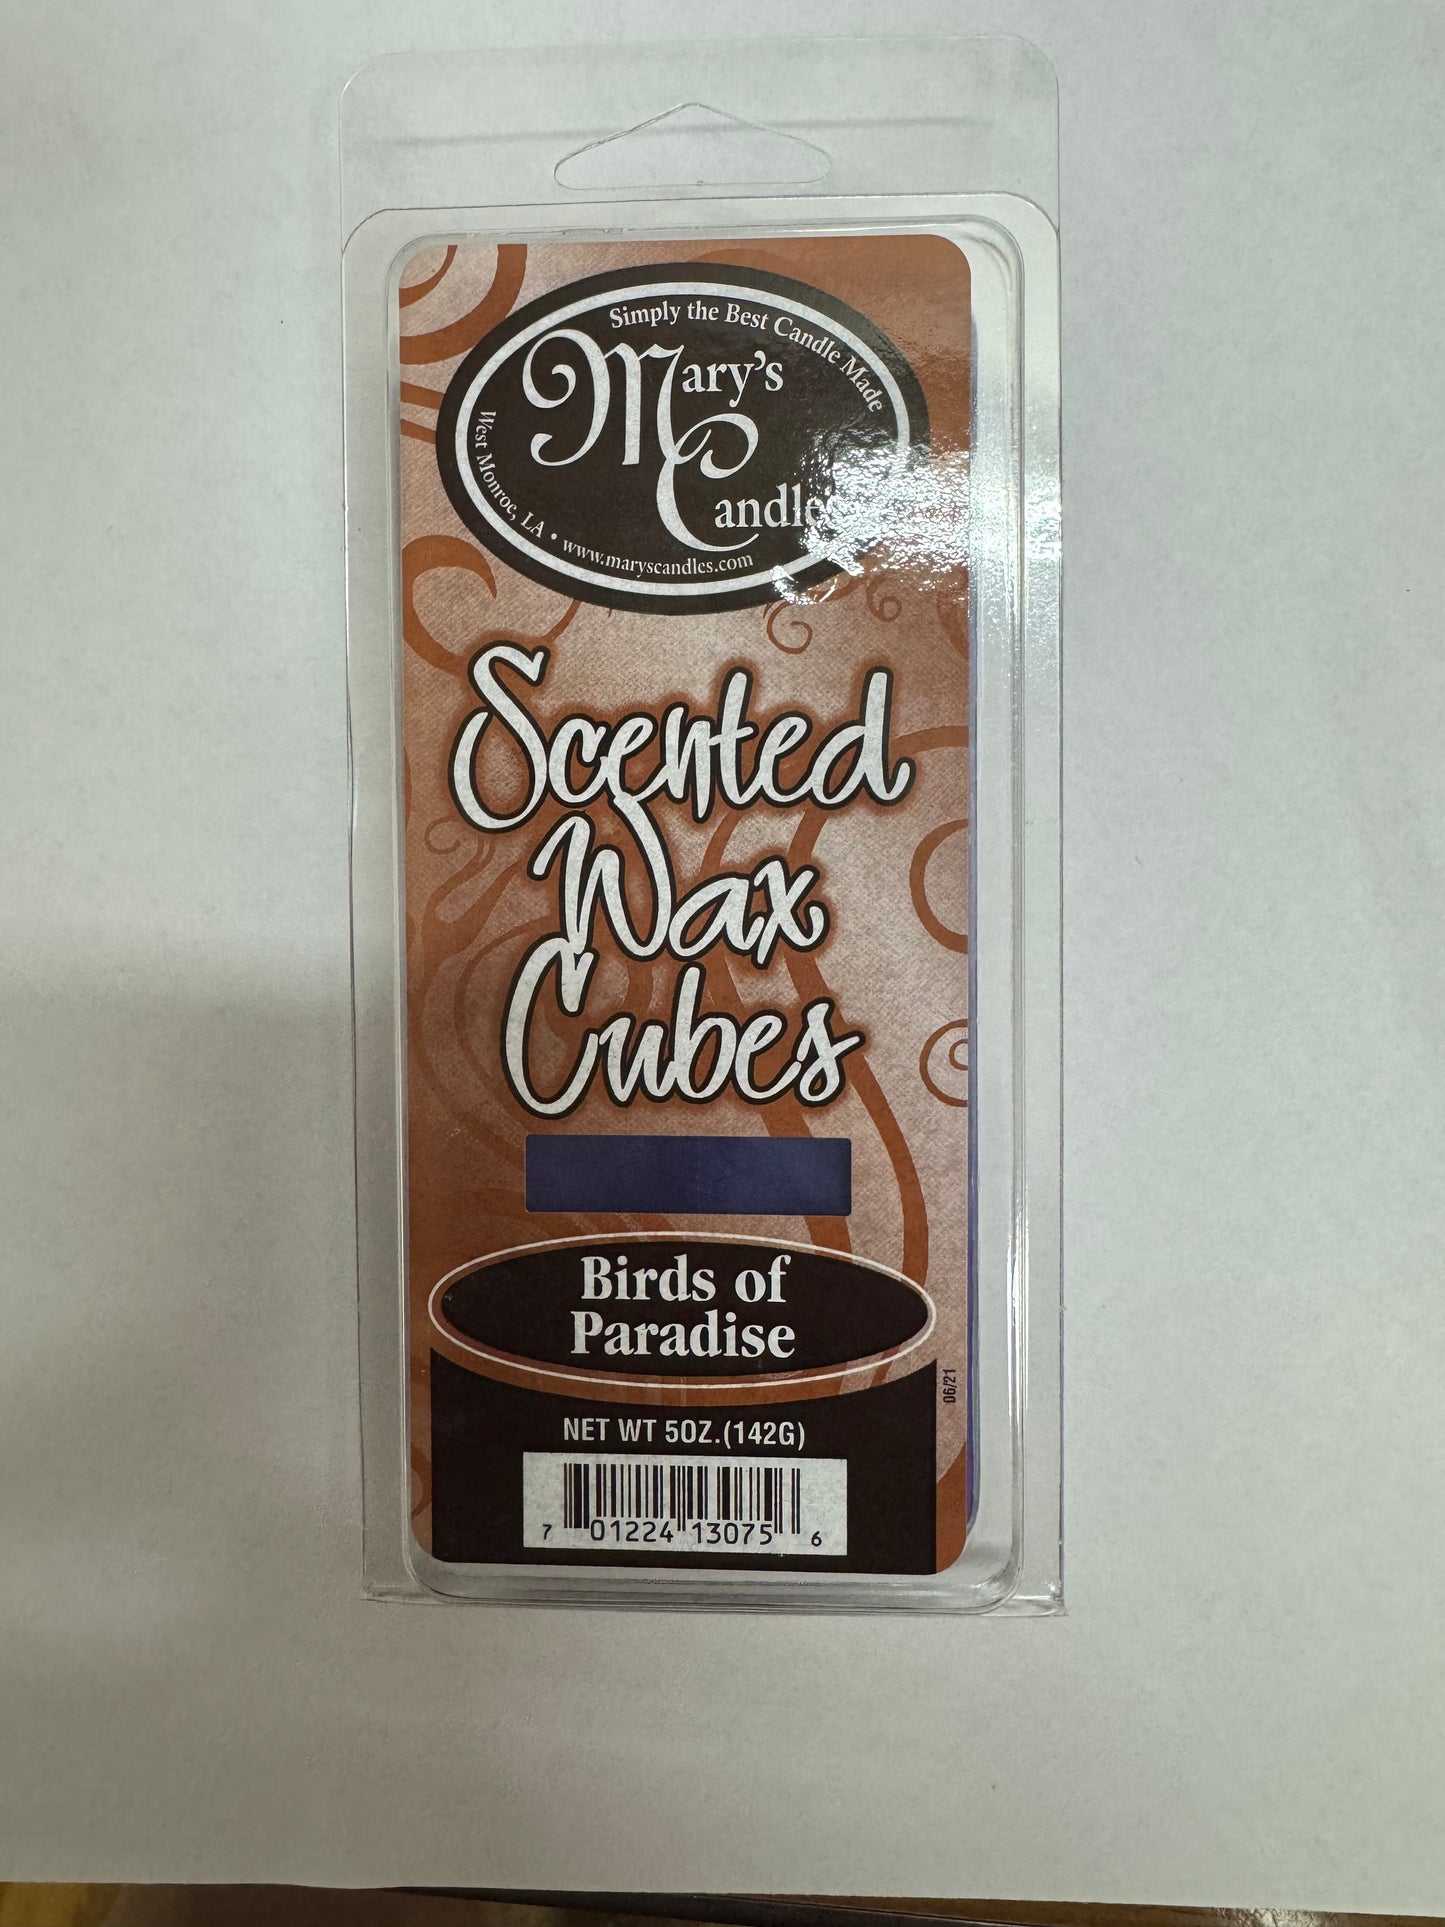 Simply the Best Candle Made
Mary's
Candles
West Monroe, LA • www.maryscandles.com
Scented
Wax
Cubes
Birds of
Paradise
06/21
NET WT 5OZ.(142G)
7 01224 13075 6